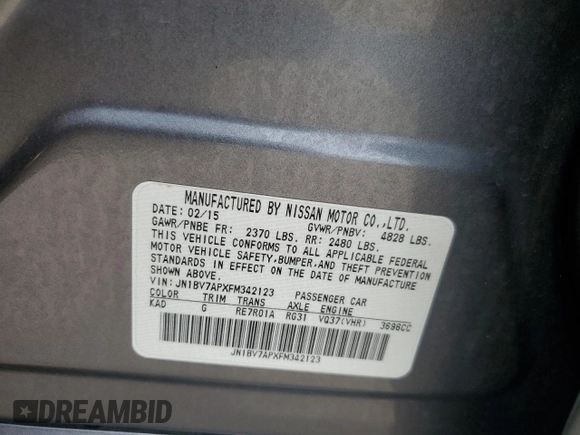 MANUFACTURED BY NISSAN MOTOR CO.,LTD.
DATE: 02/15 GVWR/PNBV: 4828 LBS.
GAWR/PNBE FR: 2370 LBS. RR: 2480 LBS.
THIS VEHICLE CONFORMS TO ALL APPLICABLE FEDERAL
MOTOR VEHICLE SAFETY,BUMPER,AND THEFT PREVENTION
STANDARDS IN EFFECT ON THE DATE OF MANUFACTURE
SHOWN ABOVE.
VIN: JN1BV7APXFM342123 PASSENGER CAR
COLOR TRIM TRANS AXLE ENGINE
KAD G RE7R01A RG31 VQ37(VHR) 3696CC
JN1BV7APXFM342123
DREAMBID